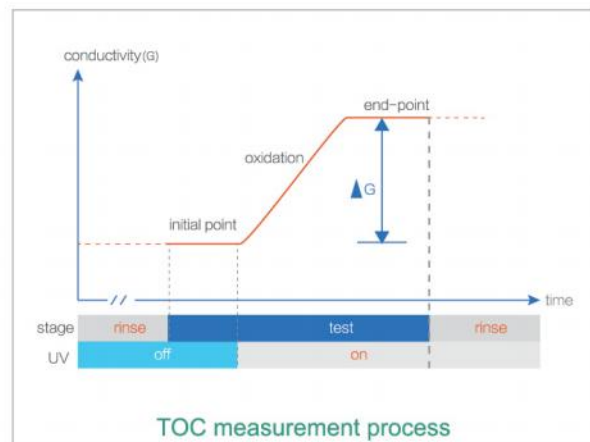 conductivity(G)
end-point
oxidation
▲G
initial point
time
stage rinse test rinse
UV off on
TOC measurement process